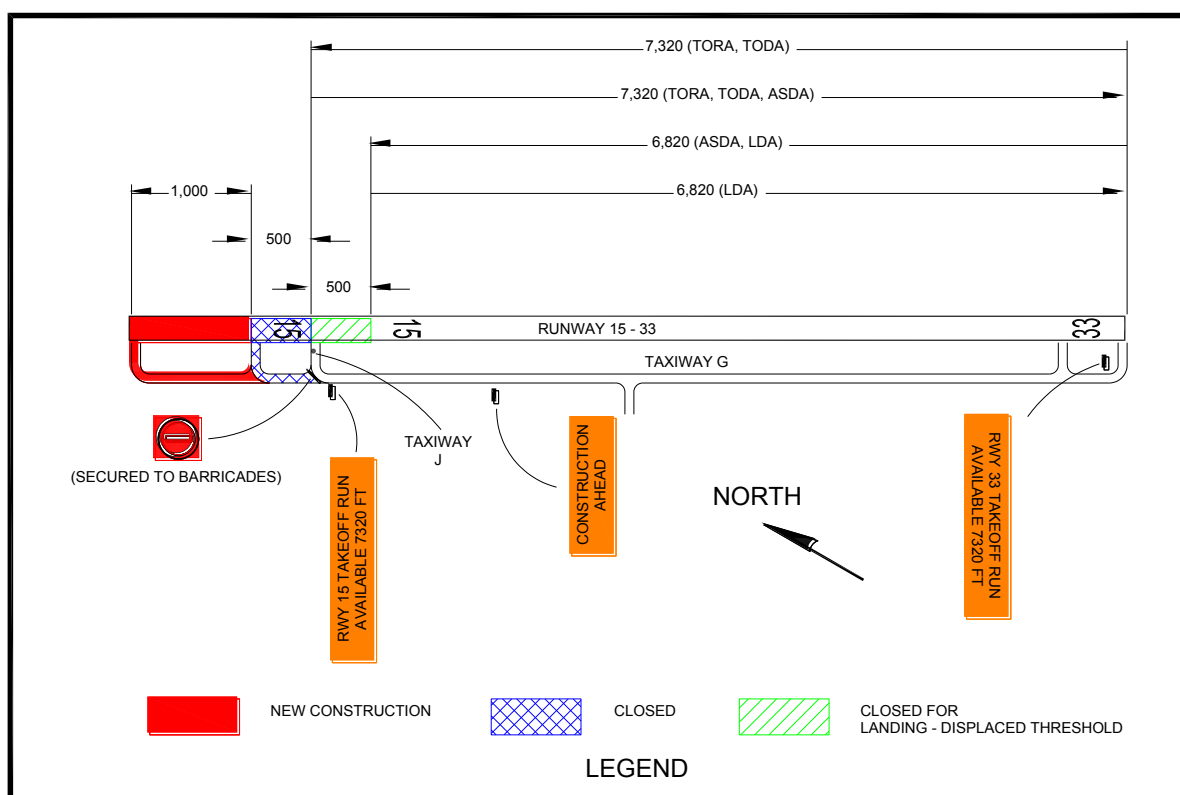 7,320 (TORA, TODA)
7,320 (TORA, TODA, ASDA)
6,820 (ASDA, LDA)
1,000
6,820 (LDA)
500
500
15
15
RUNWAY 15 - 33
33
TAXIWAY G
TAXIWAY
J
(SECURED TO BARRICADES)
RWY 15 TAKEOFF RUN
AVAILABLE 7320 FT
CONSTRUCTION
AHEAD
NORTH
RWY 33 TAKEOFF RUN
AVAILABLE 7320 FT
NEW CONSTRUCTION
CLOSED
CLOSED FOR
LANDING - DISPLACED THRESHOLD
LEGEND